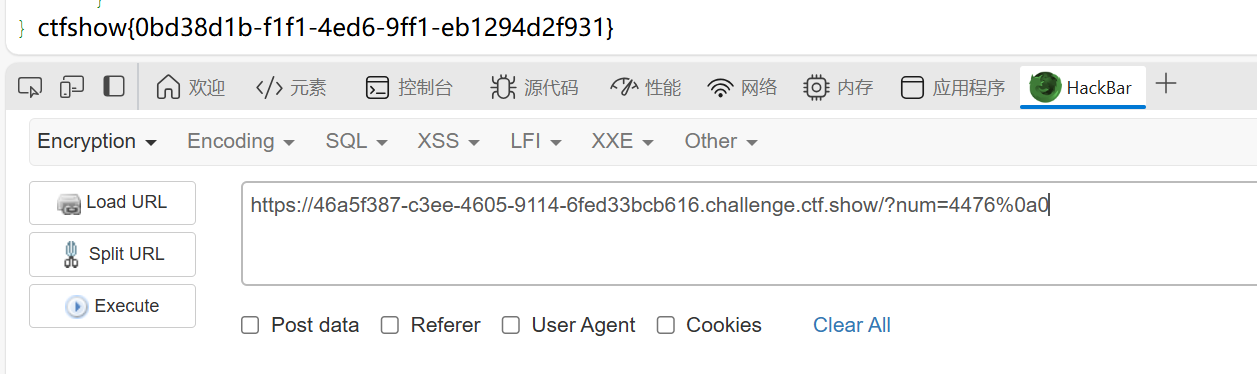 } ctfshow{0bd38d1b-f1f1-4ed6-9ff1-eb1294d2f931}
欢迎 </> 元素 控制台 源代码 性能 网络 内存 应用程序 HackBar +
Encryption Encoding SQL XSS LFI XXE Other
Load URL
https://46a5f387-c3ee-4605-9114-6fed33bcb616.challenge.ctf.show/?num=4476%0a0
Split URL
Execute
Post data Referer User Agent Cookies Clear All